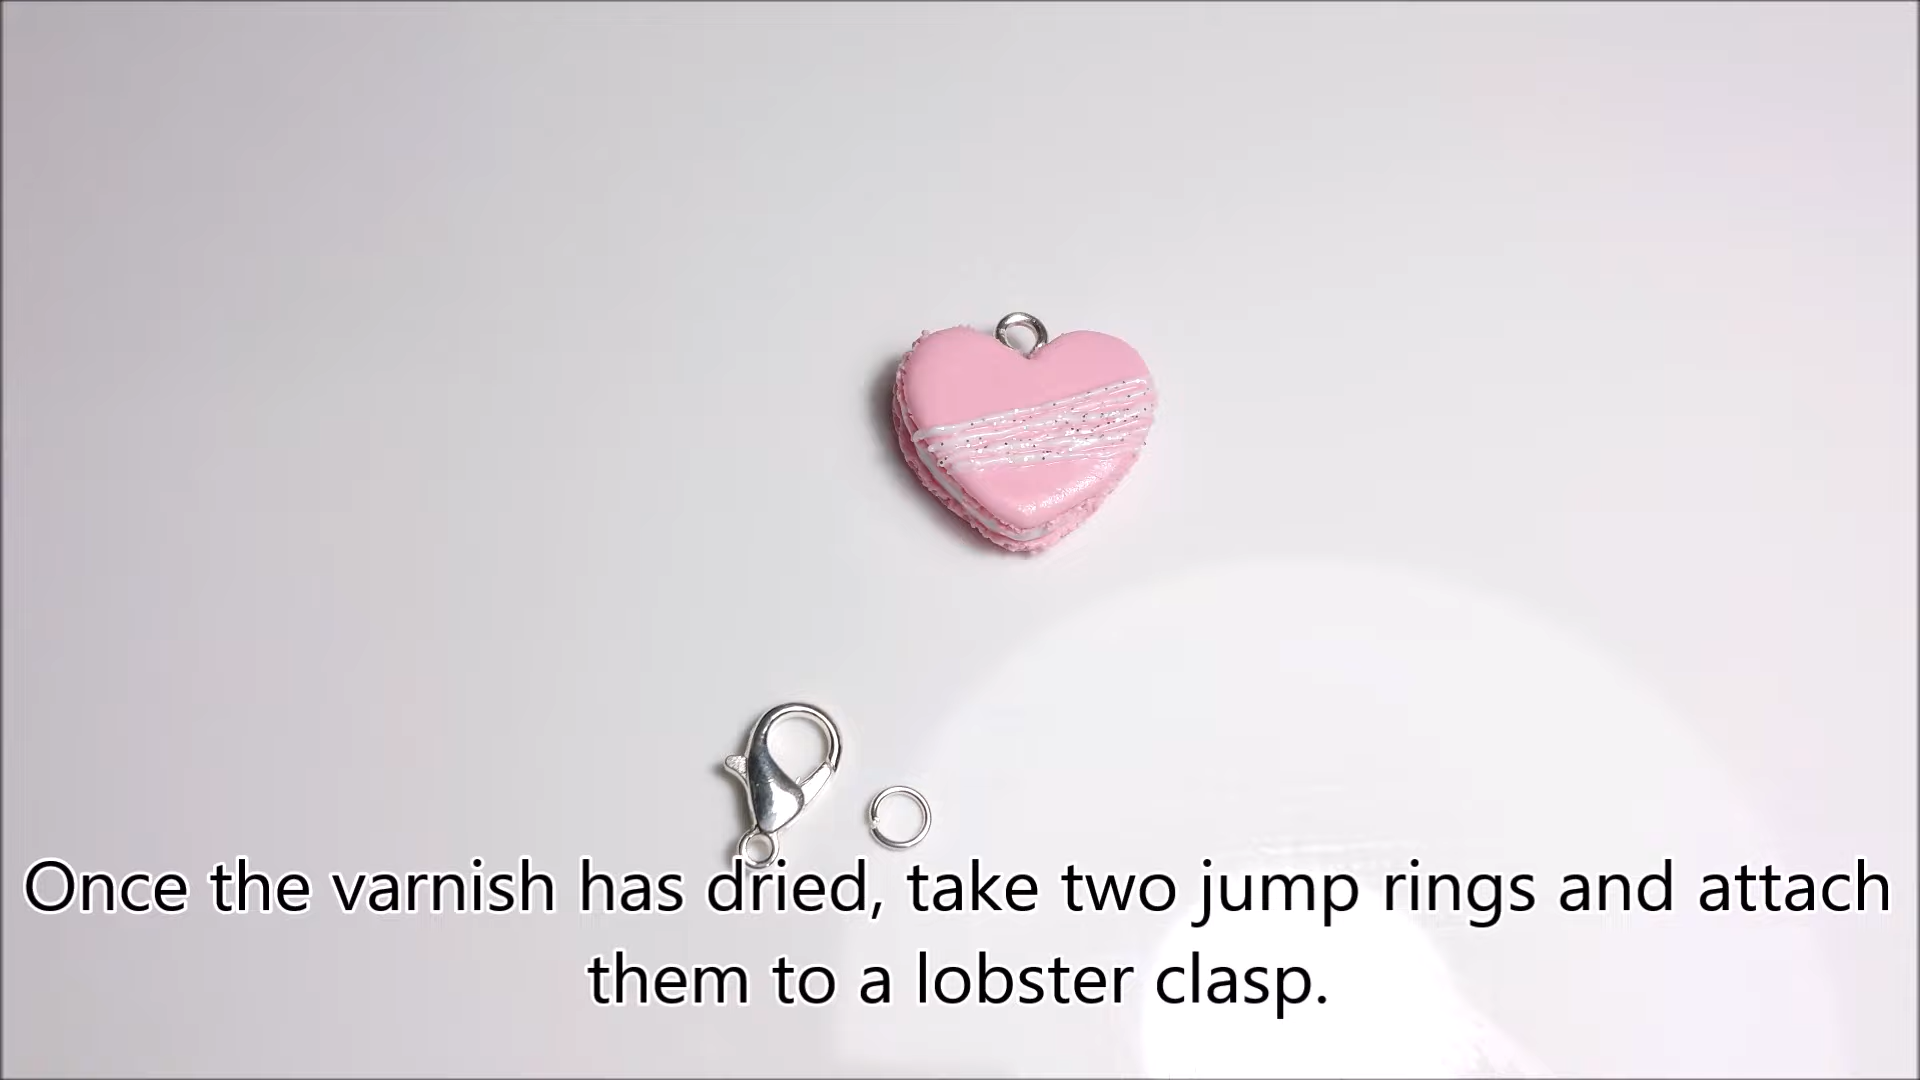 Once the varnish has dried, take two jump rings and attach
them to a lobster clasp.